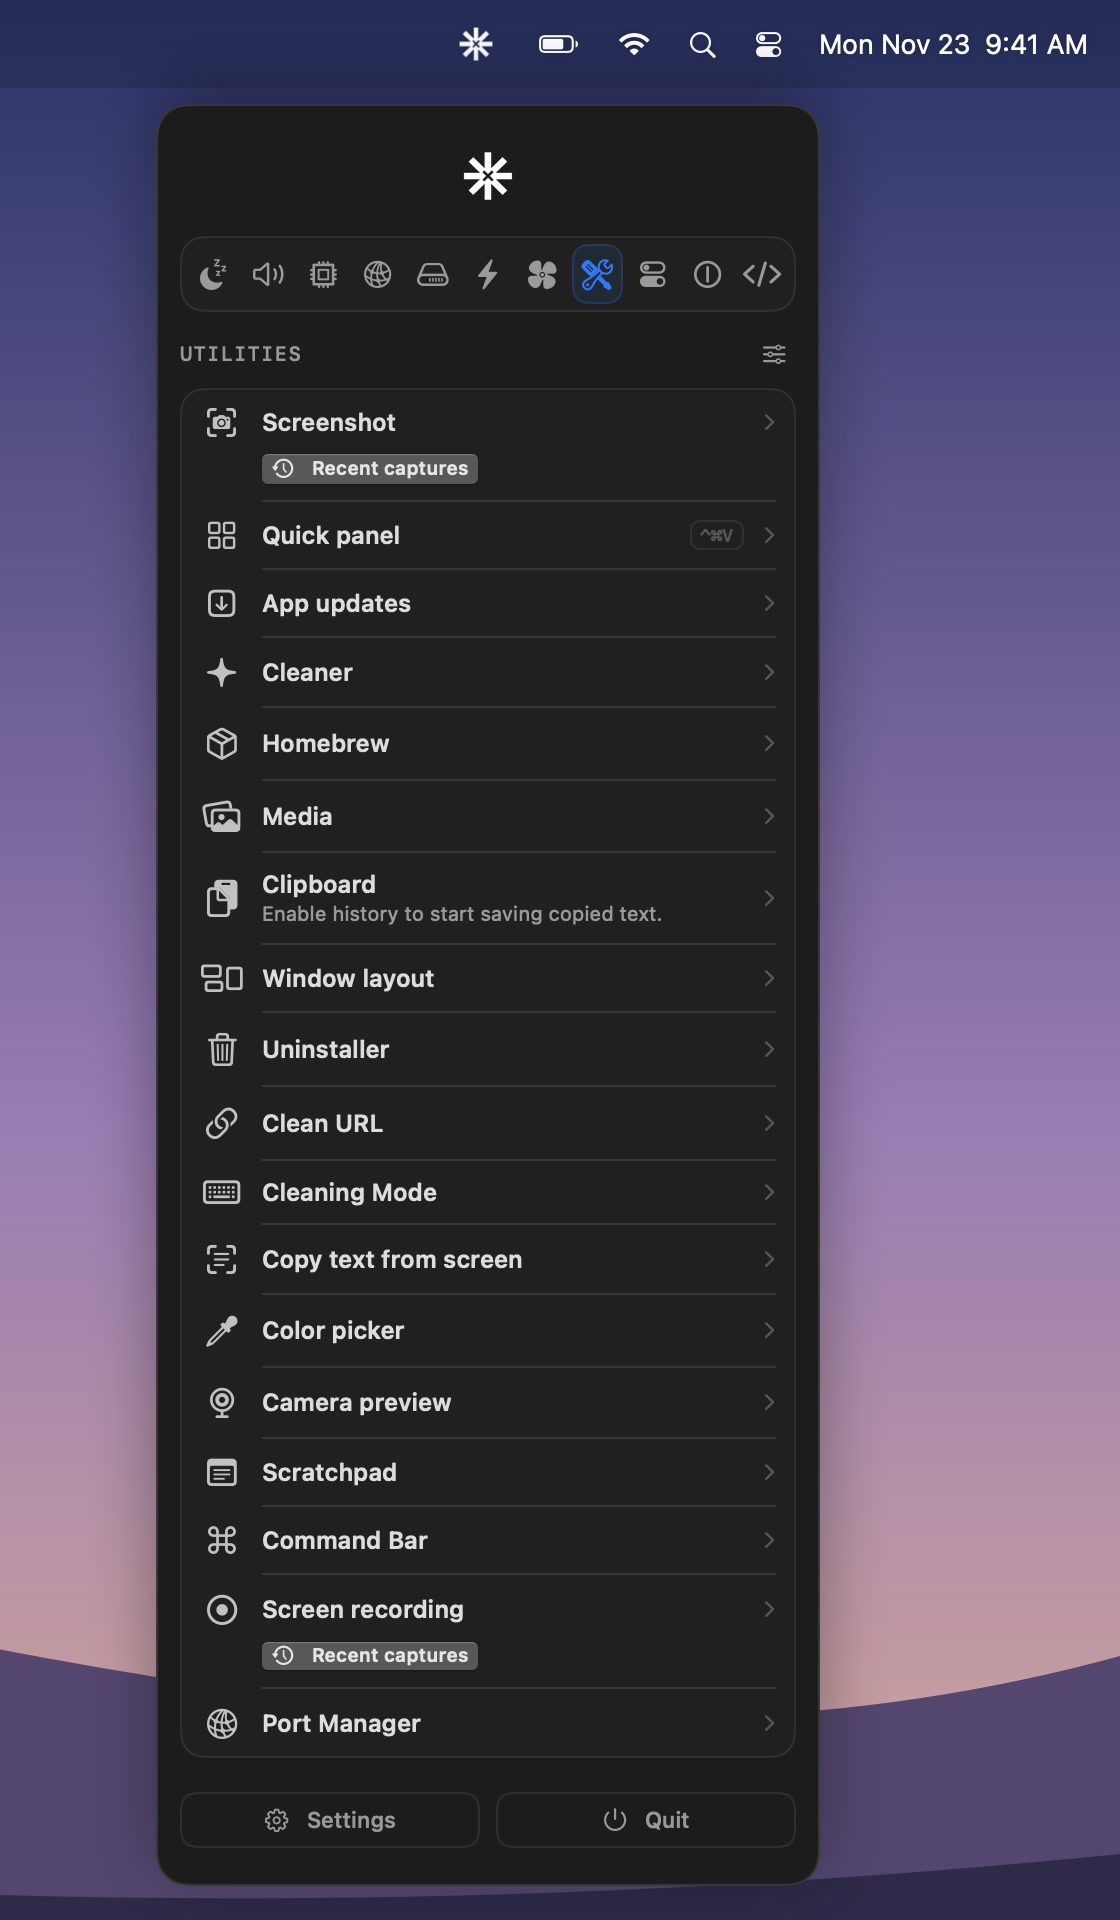 Mon Nov 23 9:41 AM
UTILITIES
Screenshot
Recent captures
Quick panel
^⌘V
App updates
Cleaner
Homebrew
Media
Clipboard
Enable history to start saving copied text.
Window layout
Uninstaller
Clean URL
Cleaning Mode
Copy text from screen
Color picker
Camera preview
Scratchpad
Command Bar
Screen recording
Recent captures
Port Manager
Settings
Quit